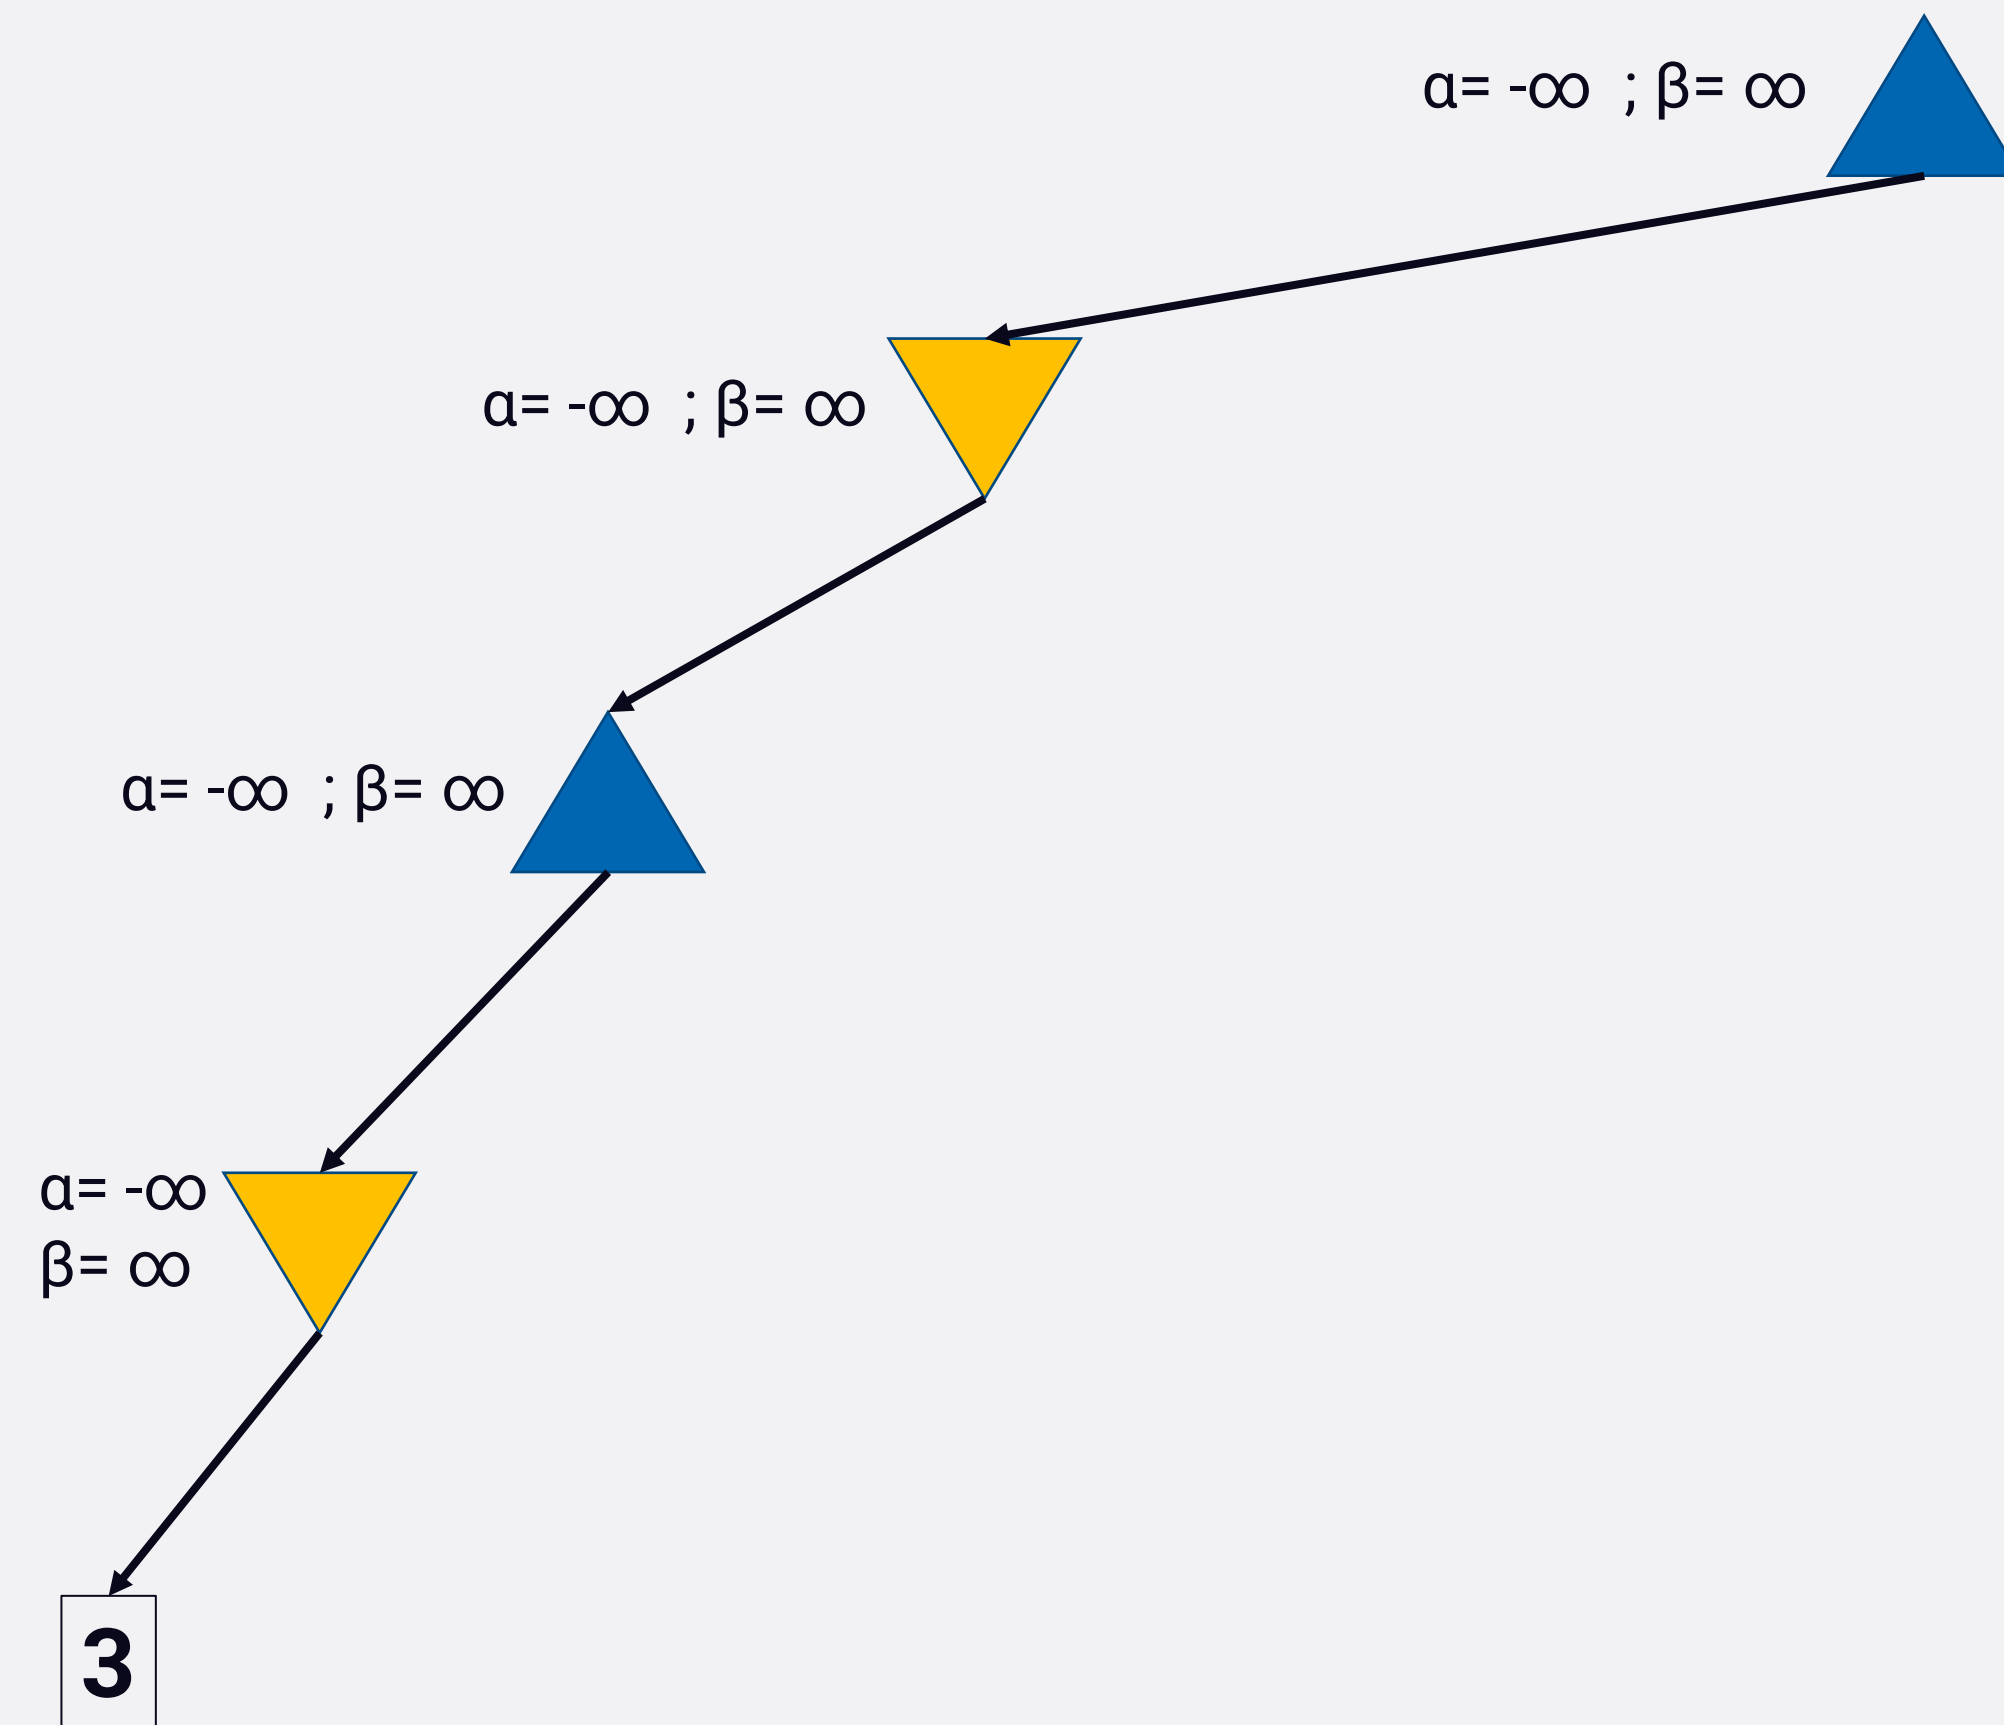 α= -∞ ; β= ∞
α= -∞ ; β= ∞
α= -∞ ; β= ∞
α= -∞
β= ∞
3